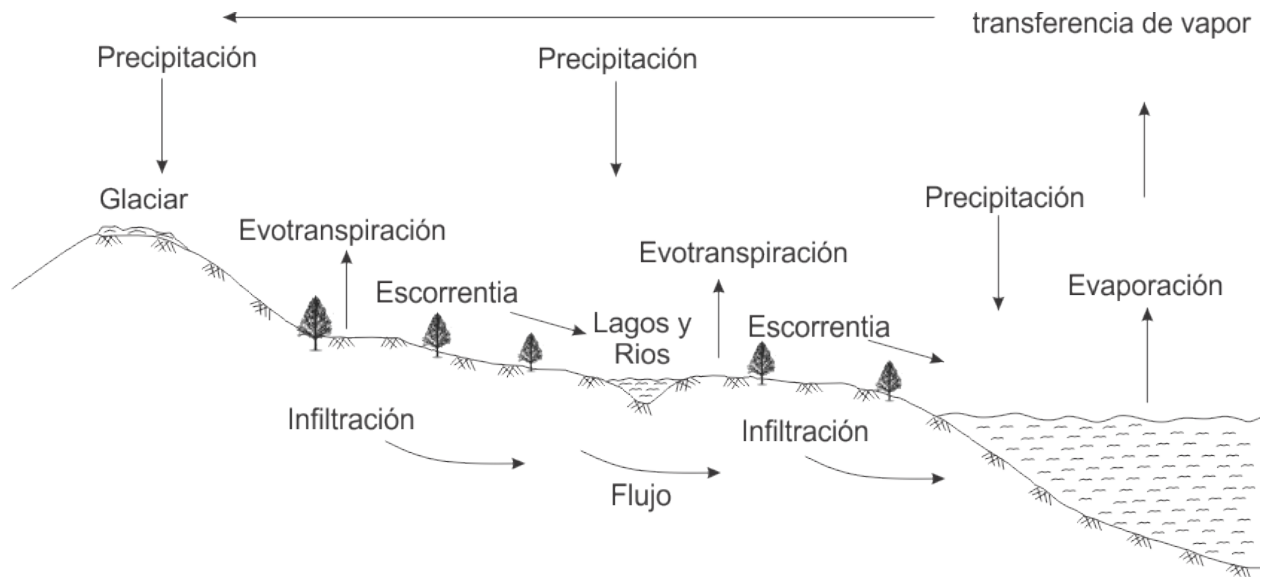 transferencia de vapor
Precipitación
Precipitación
Glaciar
Precipitación
Evotranspiración
Evotranspiración
Evaporación
Escorrentia
Lagos y
Rios
Escorrentia
Infiltración
Infiltración
Flujo